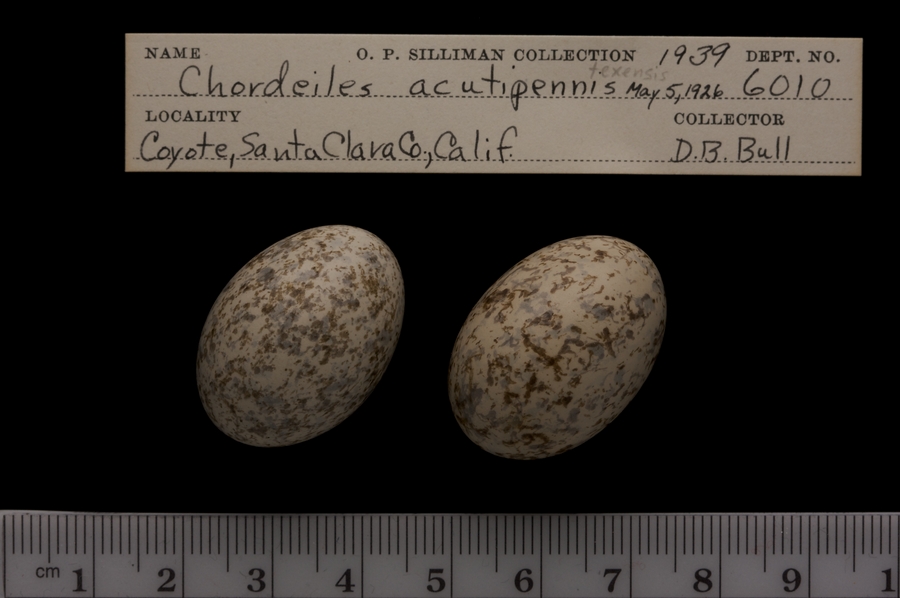 NAME O. P. SILLIMAN COLLECTION 1939 DEPT. NO.
texensis
Chordeiles acutipennis May 5, 1926 6010
LOCALITY COLLECTOR
Coyote, Santa Clara Co., Calif. D.B. Bull
cm 1 2 3 4 5 6 7 8 9 1